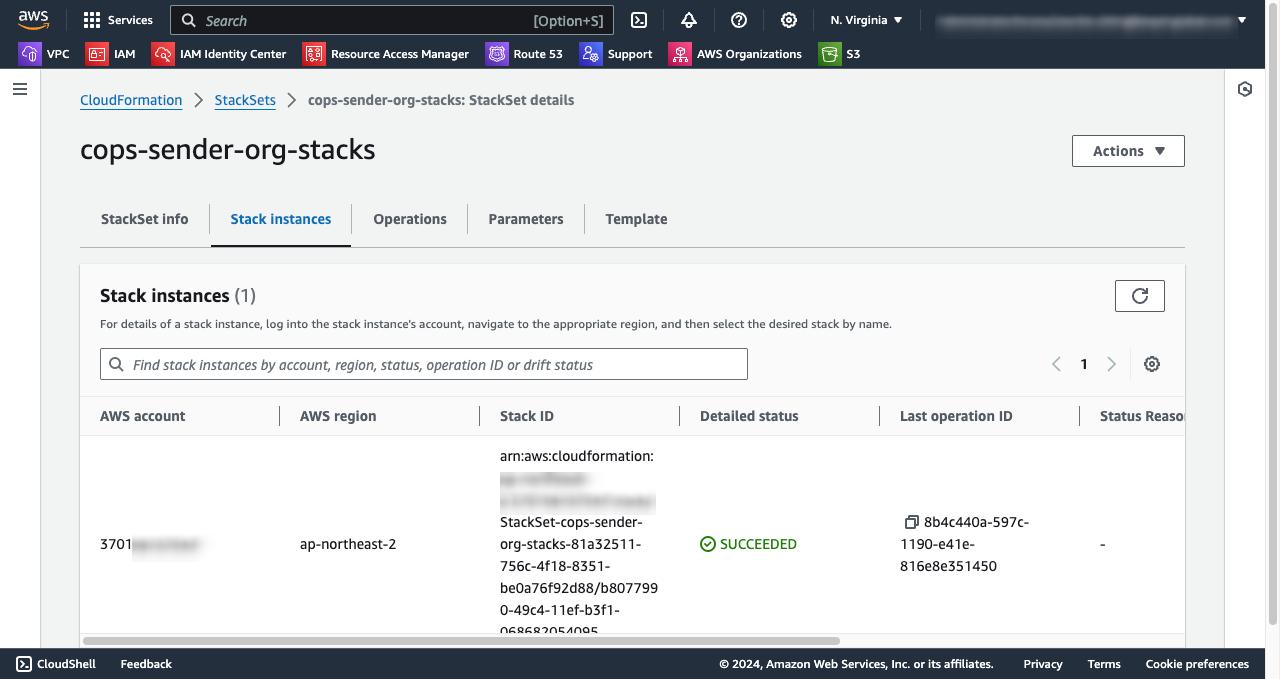 aws
Services
Search
[Option+S]
N. Virginia
VPC
IAM
IAM Identity Center
Resource Access Manager
Route 53
Support
AWS Organizations
S3
CloudFormation
StackSets
cops-sender-org-stacks: StackSet details
cops-sender-org-stacks
Actions
StackSet info
Stack instances
Operations
Parameters
Template
Stack instances (1)
For details of a stack instance, log into the stack instance's account, navigate to the appropriate region, and then select the desired stack by name.
Find stack instances by account, region, status, operation ID or drift status
1
AWS account
AWS region
Stack ID
Detailed status
Last operation ID
Status Reaso
3701
ap-northeast-2
arn:aws:cloudformation:
StackSet-cops-sender-
org-stacks-81a32511-
756c-4f18-8351-
be0a76f92d88/b807799
0-49c4-11ef-b3f1-
068682054095
SUCCEEDED
8b4c440a-597c-
1190-e41e-
816e8e351450
-
CloudShell
Feedback
© 2024, Amazon Web Services, Inc. or its affiliates.
Privacy
Terms
Cookie preferences